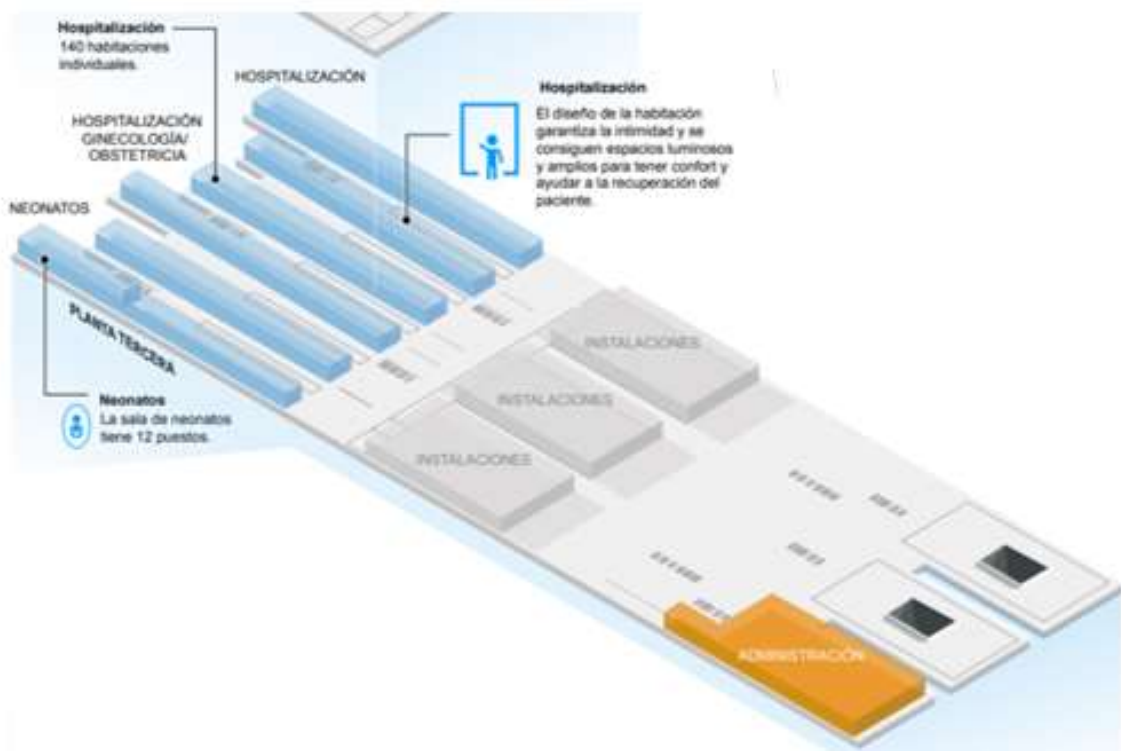 Hospitalización
140 habitaciones
individuales.
HOSPITALIZACIÓN
HOSPITALIZACIÓN
GINECOLOGÍA/
OBSTETRICIA
NEONATOS
Hospitalización
El diseño de la habitación
garantiza la intimidad y se
consiguen espacios luminosos
y amplios para tener confort y
ayudar a la recuperación del
paciente.
PLANTA TERCERA
Neonatos
La sala de neonatos
tiene 12 puestos.
INSTALACIONES
INSTALACIONES
INSTALACIONES
ADMINISTRACIÓN